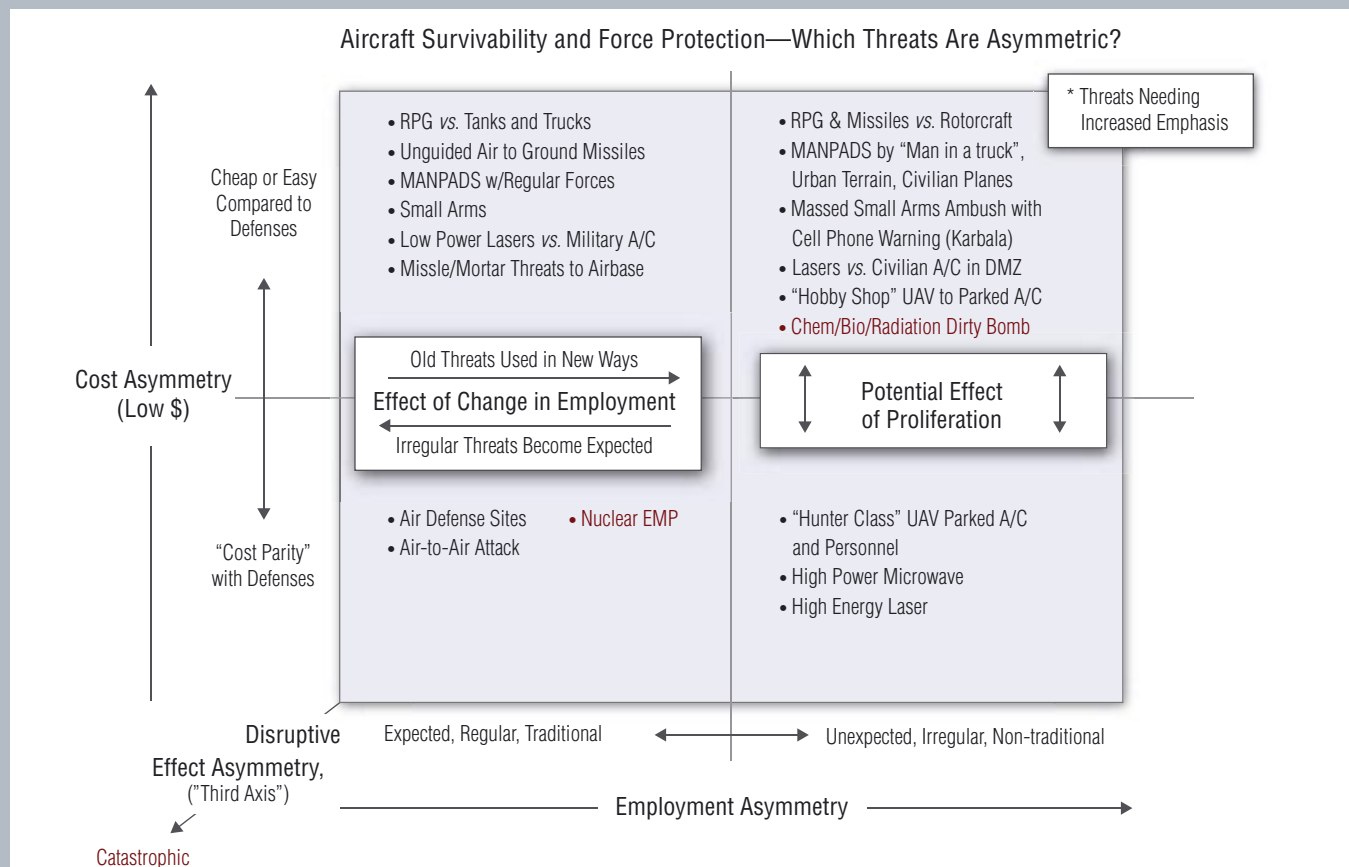 Aircraft Survivability and Force Protection—Which Threats Are Asymmetric?
* Threats Needing
Increased Emphasis
• RPG vs. Tanks and Trucks
• Unguided Air to Ground Missiles
• MANPADS w/Regular Forces
• Small Arms
• Low Power Lasers vs. Military A/C
• Missle/Mortar Threats to Airbase
• RPG & Missiles vs. Rotorcraft
• MANPADS by “Man in a truck”,
Urban Terrain, Civilian Planes
• Massed Small Arms Ambush with
Cell Phone Warning (Karbala)
• Lasers vs. Civilian A/C in DMZ
• “Hobby Shop” UAV to Parked A/C
• Chem/Bio/Radiation Dirty Bomb
Cheap or Easy
Compared to
Defenses
Cost Asymmetry
(Low $)
“Cost Parity”
with Defenses
Old Threats Used in New Ways
Effect of Change in Employment
Irregular Threats Become Expected
Potential Effect
of Proliferation
• Air Defense Sites
• Air-to-Air Attack
• Nuclear EMP
• “Hunter Class” UAV Parked A/C
and Personnel
• High Power Microwave
• High Energy Laser
Disruptive
Effect Asymmetry,
("Third Axis")
Catastrophic
Expected, Regular, Traditional
Unexpected, Irregular, Non-traditional
Employment Asymmetry